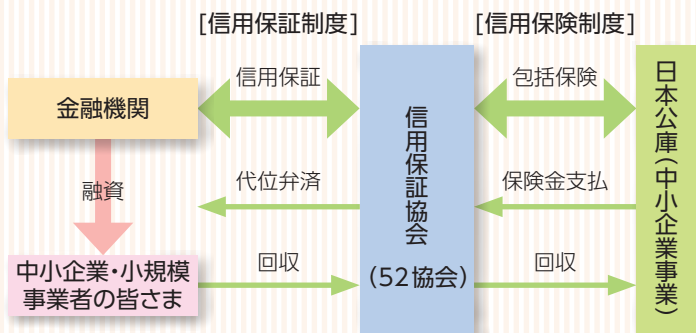 [信用保証制度]
[信用保険制度]
金融機関
信用保証
包括保険
融資
代位弁済
保険金支払
信用保証協会
(52協会)
日本公庫(中小企業事業)
中小企業・小規模
事業者の皆さま
回収
回収